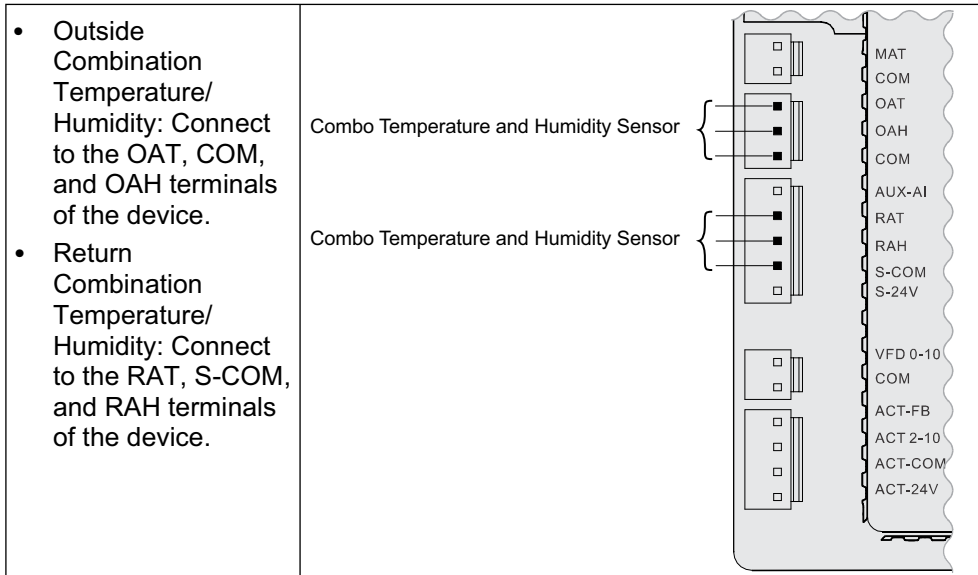 • Outside
Combination
Temperature/
Humidity: Connect
to the OAT, COM,
and OAH terminals
of the device.
• Return
Combination
Temperature/
Humidity: Connect
to the RAT, S-COM,
and RAH terminals
of the device.
Combo Temperature and Humidity Sensor
Combo Temperature and Humidity Sensor
MAT
COM
OAT
OAH
COM
AUX-AI
RAT
RAH
S-COM
S-24V
VFD 0-10
COM
ACT-FB
ACT 2-10
ACT-COM
ACT-24V